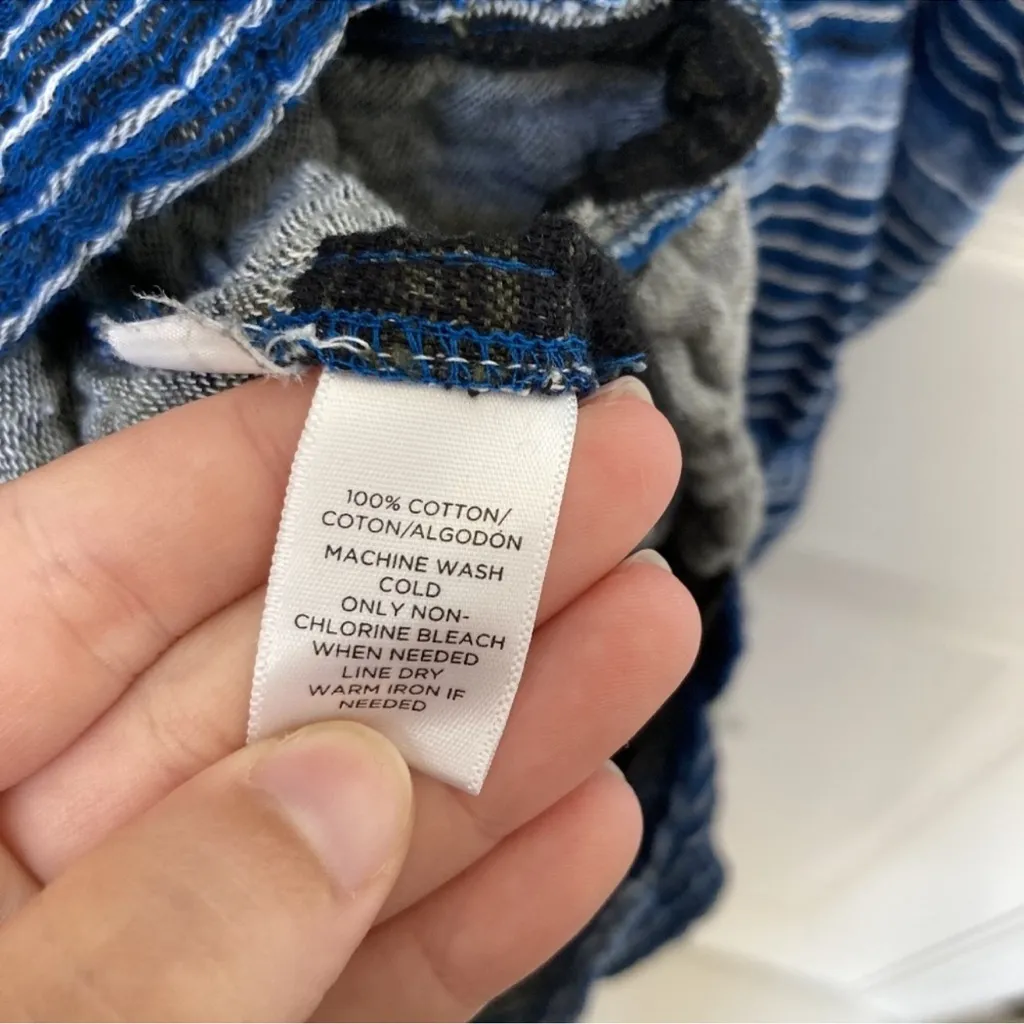 100% COTTON/
COTON/ALGODÓN
MACHINE WASH
COLD
ONLY NON-
CHLORINE BLEACH
WHEN NEEDED
LINE DRY
WARM IRON IF
NEEDED